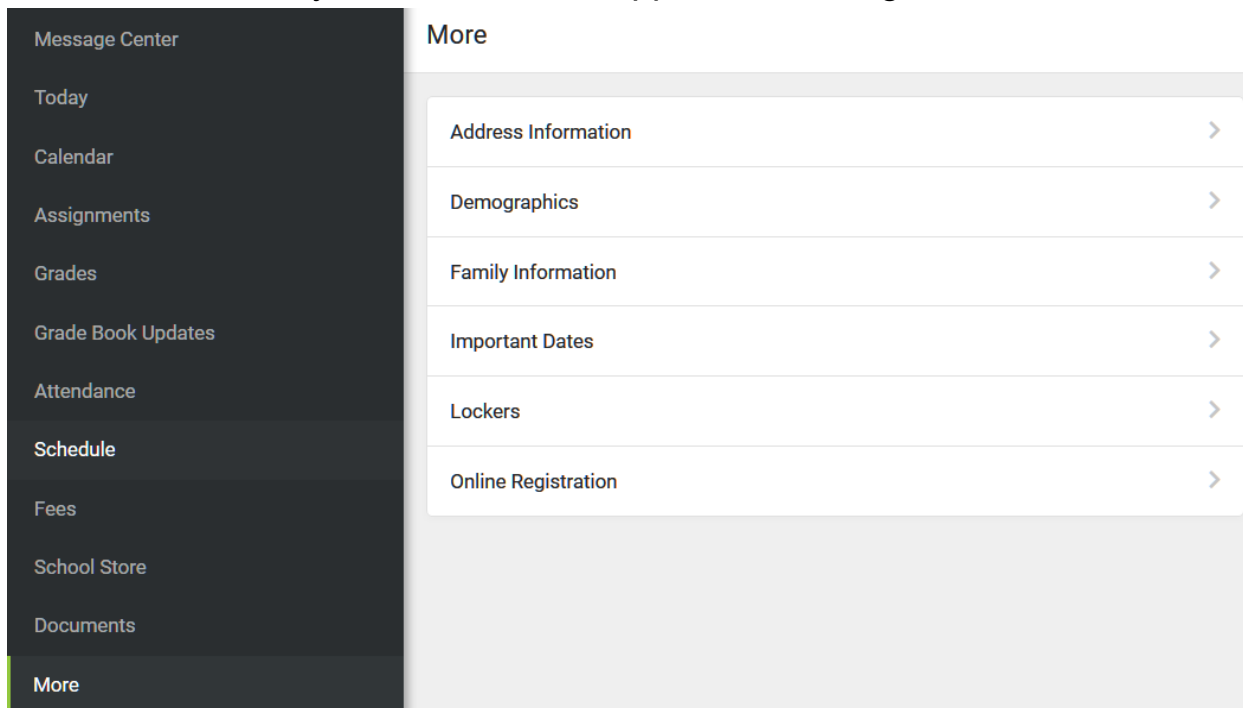 Message Center
Today
Calendar
Assignments
Grades
Grade Book Updates
Attendance
Schedule
Fees
School Store
Documents
More
More
Address Information
Demographics
Family Information
Important Dates
Lockers
Online Registration